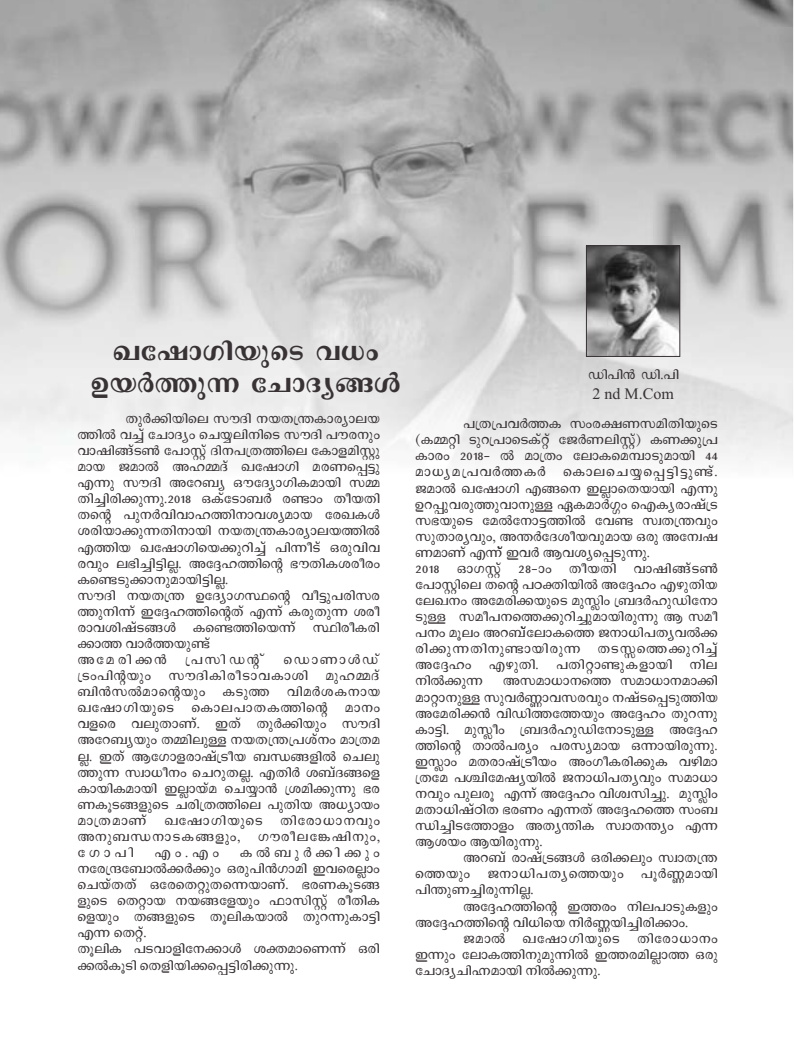 OWAR W SECU
OR E M
ഖഷോഗിയുടെ വധം
ഉയർത്തുന്ന ചോദ്യങ്ങൾ
ഡിപിൻ ഡി.പി
2 nd M.Com
തുർക്കിയിലെ സൗദി നയതന്ത്രകാര്യാലയ
ത്തിൽ വച്ച് ചോദ്യം ചെയ്യലിനിടെ സൗദി പൗരനും
വാഷിങ്ങ്ടൺ പോസ്റ്റ് ദിനപത്രത്തിലെ കോളമിസ്റ്റു
മായ ജമാൽ അഹമ്മദ് ഖഷോഗി മരണപ്പെട്ടു
എന്നു സൗദി അറേബ്യ ഔദ്യോഗികമായി സമ്മ
തിച്ചിരിക്കുന്നു.2018 ഒക്ടോബർ രണ്ടാം തീയതി
തന്റെ പുനർവിവാഹത്തിനാവശ്യമായ രേഖകൾ
ശരിയാക്കുന്നതിനായി നയതന്ത്രകാര്യാലയത്തിൽ
എത്തിയ ഖഷോഗിയെക്കുറിച്ച് പിന്നീട് ഒരുവിവ
രവും ലഭിച്ചിട്ടില്ല. അദ്ദേഹത്തിന്റെ ഭൗതികശരീരം
കണ്ടെടുക്കാനുമായിട്ടില്ല.
സൗദി നയതന്ത്ര ഉദ്യോഗസ്ഥന്റെ വീട്ടുപരിസര
ത്തുനിന്ന് ഇദ്ദേഹത്തിന്റെത് എന്ന് കരുതുന്ന ശരീ
രാവശിഷ്ടങ്ങൾ കണ്ടെത്തിയെന്ന് സ്ഥിരീകരി
ക്കാത്ത വാർത്തയുണ്ട്
അമേരിക്കൻ പ്രസിഡന്റ് ഡൊണാൾഡ്
ട്രംപിന്റയും സൗദികിരീടാവകാശി മുഹമ്മദ്
ബിൻസൽമാന്റെയും കടുത്ത വിമർശകനായ
ഖഷോഗിയുടെ കൊലപാതകത്തിന്റെ മാനം
വളരെ വലുതാണ്. ഇത് തുർക്കിയും സൗദി
അറേബ്യയും തമ്മിലുള്ള നയതന്ത്രപ്രശ്നം മാത്രമ
ല്ല. ഇത് ആഗോളരാഷ്ട്രീയ ബന്ധങ്ങളിൽ ചെലു
ത്തുന്ന സ്വാധീനം ചെറുതല്ല. എതിർ ശബ്ദങ്ങളെ
കായികമായി ഇല്ലായ്മ ചെയ്യാൻ ശ്രമിക്കുന്നു ഭര
ണകൂടങ്ങളുടെ ചരിത്രത്തിലെ പുതിയ അധ്യായം
മാത്രമാണ് ഖഷോഗിയുടെ തിരോധാനവും
അനുബന്ധനാടകങ്ങളും, ഗൗരീലങ്കേഷിനും,
ഗോപി എം.എം കൽബുർക്കിക്കും
നരേന്ദ്രബോൽക്കർക്കും ഒരുപിൻഗാമി ഇവരെല്ലാം
ചെയ്തത് ഒരേതെറ്റുതന്നെയാണ്. ഭരണകൂടങ്ങ
ളുടെ തെറ്റായ നയങ്ങളേയും ഫാസിസ്റ്റ് രീതിക
ളെയും തങ്ങളുടെ തൂലികയാൽ തുറന്നുകാട്ടി
എന്ന തെറ്റ്.
തൂലിക പടവാളിനേക്കാൾ ശക്തമാണെന്ന് ഒരി
ക്കൽകൂടി തെളിയിക്കപ്പെട്ടിരിക്കുന്നു.
പത്രപ്രവർത്തക സംരക്ഷണസമിതിയുടെ
(കമ്മറ്റി ടുറപ്രാടെക്റ്റ് ജേർണലിസ്റ്റ്) കണക്കുപ്ര
കാരം 2018- ൽ മാത്രം ലോകമെമ്പാടുമായി 44
മാധ്യമപ്രവർത്തകർ കൊലചെയ്യപ്പെട്ടിട്ടുണ്ട്.
ജമാൽ ഖഷോഗി എങ്ങനെ ഇല്ലാതെയായി എന്നു
ഉറപ്പുവരുത്തുവാനുള്ള ഏകമാർഗ്ഗം ഐക്യരാഷ്ട്ര
സഭയുടെ മേൽനോട്ടത്തിൽ വേണ്ട സ്വതന്ത്രവും
സുതാര്യവും, അന്തർദേശീയവുമായ ഒരു അന്വേഷ
ണമാണ് എന്ന് ഇവർ ആവശ്യപ്പെടുന്നു.
2018 ഓഗസ്റ്റ് 28-ാം തീയതി വാഷിങ്ങ്ടൺ
പോസ്റ്റിലെ തന്റെ പഠക്തിയിൽ അദ്ദേഹം എഴുതിയ
ലേഖനം അമേരിക്കയുടെ മുസ്ലിം ബ്രദർഹുഡിനോ
ടുള്ള സമീപനത്തെക്കുറിച്ചുമായിരുന്നു ആ സമീ
പനം മൂലം അറബ്ലോകത്തെ ജനാധിപത്യവൽക്ക
രിക്കുന്നതിനുണ്ടായിരുന്ന തടസ്സത്തെക്കുറിച്ച്
അദ്ദേഹം എഴുതി. പതിറ്റാണ്ടുകളായി നില
നിൽക്കുന്ന അസമാധാനത്തെ സമാധാനമാക്കി
മാറ്റാനുള്ള സുവർണ്ണാവസരവും നഷ്ടപ്പെടുത്തിയ
അമേരിക്കൻ വിഡിത്തത്തേയും അദ്ദേഹം തുറന്നു
കാട്ടി. മുസ്ലീം ബ്രദർഹുഡിനോടുള്ള അദ്ദേഹ
ത്തിന്റെ താൽപര്യം പരസ്യമായ ഒന്നായിരുന്നു.
ഇസ്ലാം മതരാഷ്ട്രീയം അംഗീകരിക്കുക വഴിമാ
ത്രമേ പശ്ചിമേഷ്യയിൽ ജനാധിപത്യവും സമാധാ
നവും പുലരൂ എന്ന് അദ്ദേഹം വിശ്വസിച്ചു. മുസ്ലിം
മതാധിഷ്ഠിത ഭരണം എന്നത് അദ്ദേഹത്തെ സംബ
ന്ധിച്ചിടത്തോളം അത്യന്തിക സ്വാതന്ത്യം എന്ന
ആശയം ആയിരുന്നു.
അറബ് രാഷ്ട്രങ്ങൾ ഒരിക്കലും സ്വാതന്ത്ര
ത്തെയും ജനാധിപത്യത്തെയും പൂർണ്ണമായി
പിന്തുണച്ചിരുന്നില്ല.
അദ്ദേഹത്തിന്റെ ഇത്തരം നിലപാടുകളും
അദ്ദേഹത്തിന്റെ വിധിയെ നിർണ്ണയിച്ചിരിക്കാം.
ജമാൽ ഖഷോഗിയുടെ തിരോധാനം
ഇന്നും ലോകത്തിനുമുന്നിൽ ഇത്തരമില്ലാത്ത ഒരു
ചോദ്യചിഹ്നമായി നിൽക്കുന്നു.